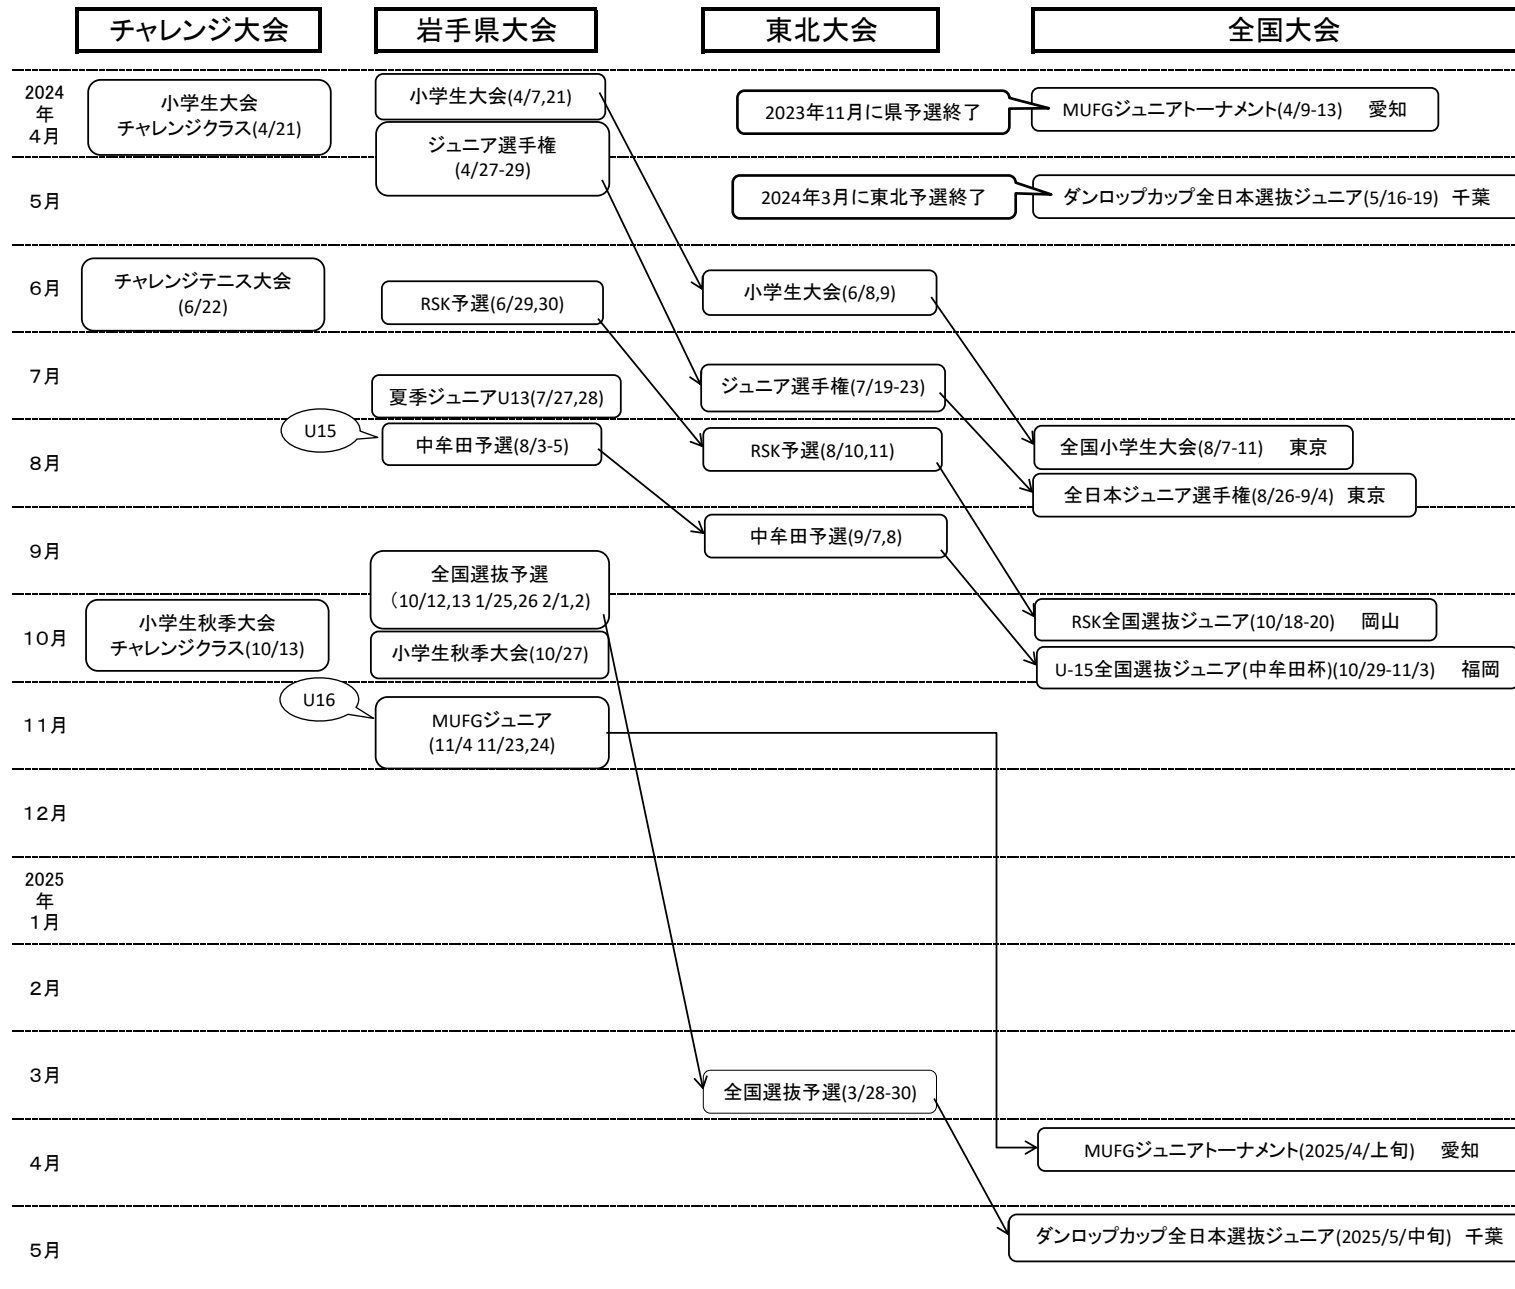 チャレンジ大会
岩手県大会
東北大会
全国大会
2024
年
４月
小学生大会
チャレンジクラス(4/21)
小学生大会(4/7,21)
ジュニア選手権
(4/27-29)
2023年11月に県予選終了
MUFGジュニアトーナメント(4/9-13)　愛知
５月
2024年3月に東北予選終了
ダンロップカップ全日本選抜ジュニア(5/16-19)　千葉
６月
チャレンジテニス大会
(6/22)
RSK予選(6/29,30)
小学生大会(6/8,9)
７月
夏季ジュニアU13(7/27,28)
ジュニア選手権(7/19-23)
８月
U15
中牟田予選(8/3-5)
RSK予選(8/10,11)
全国小学生大会(8/7-11)　東京
全日本ジュニア選手権(8/26-9/4)　東京
９月
中牟田予選(9/7,8)
全国選抜予選
（10/12,13 1/25,26 2/1,2)
１０月
小学生秋季大会
チャレンジクラス(10/13)
小学生秋季大会(10/27)
RSK全国選抜ジュニア(10/18-20)　岡山
U-15全国選抜ジュニア(中牟田杯)(10/29-11/3)　福岡
１１月
U16
MUFGジュニア
(11/4 11/23,24)
１２月
2025
年
１月
２月
３月
全国選抜予選(3/28-30)
４月
MUFGジュニアトーナメント(2025/4/上旬)　愛知
５月
ダンロップカップ全日本選抜ジュニア(2025/5/中旬)　千葉